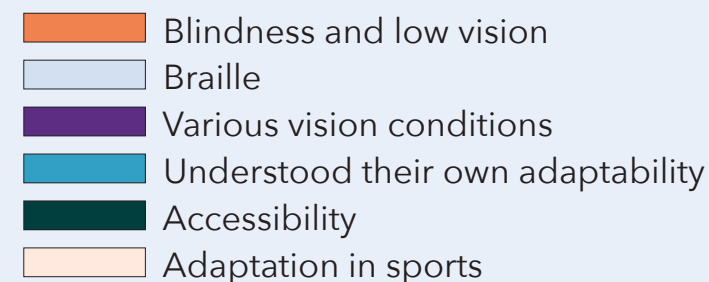 Blindness and low vision
Braille
Various vision conditions
Understood their own adaptability
Accessibility
Adaptation in sports